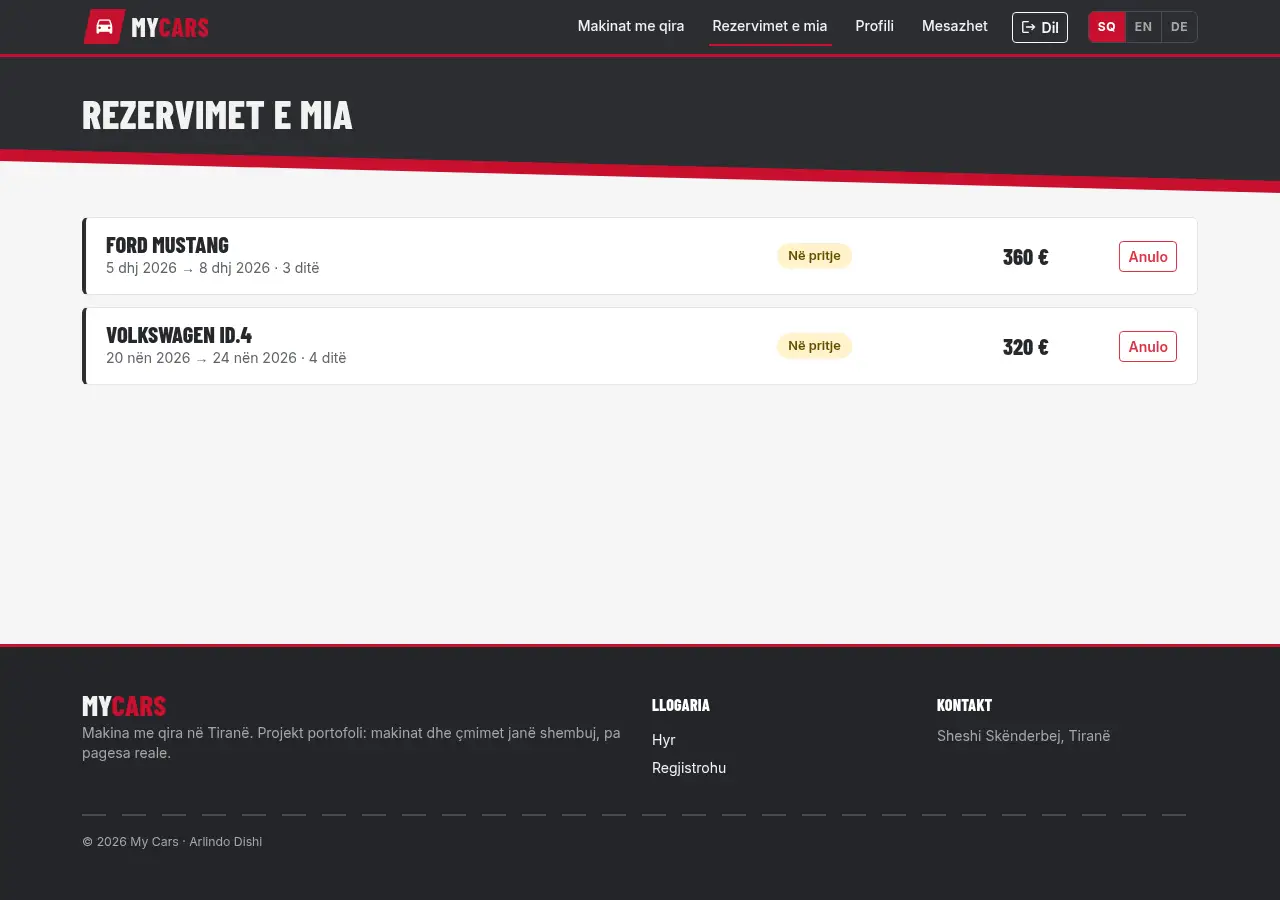 MYCARS
Makinat me qira
Rezervimet e mia
Profili
Mesazhet
Dil
SQ
EN
DE
REZERVIMET E MIA
FORD MUSTANG
5 dhj 2026 → 8 dhj 2026 · 3 ditë
Në pritje
360 €
Anulo
VOLKSWAGEN ID.4
20 nën 2026 → 24 nën 2026 · 4 ditë
Në pritje
320 €
Anulo
MYCARS
Makina me qira në Tiranë. Projekt portofoli: makinat dhe çmimet janë shembuj, pa
pagesa reale.
LLOGARIA
Hyr
Regjistrohu
KONTAKT
Sheshi Skënderbej, Tiranë
© 2026 My Cars · Arlindo Dishi